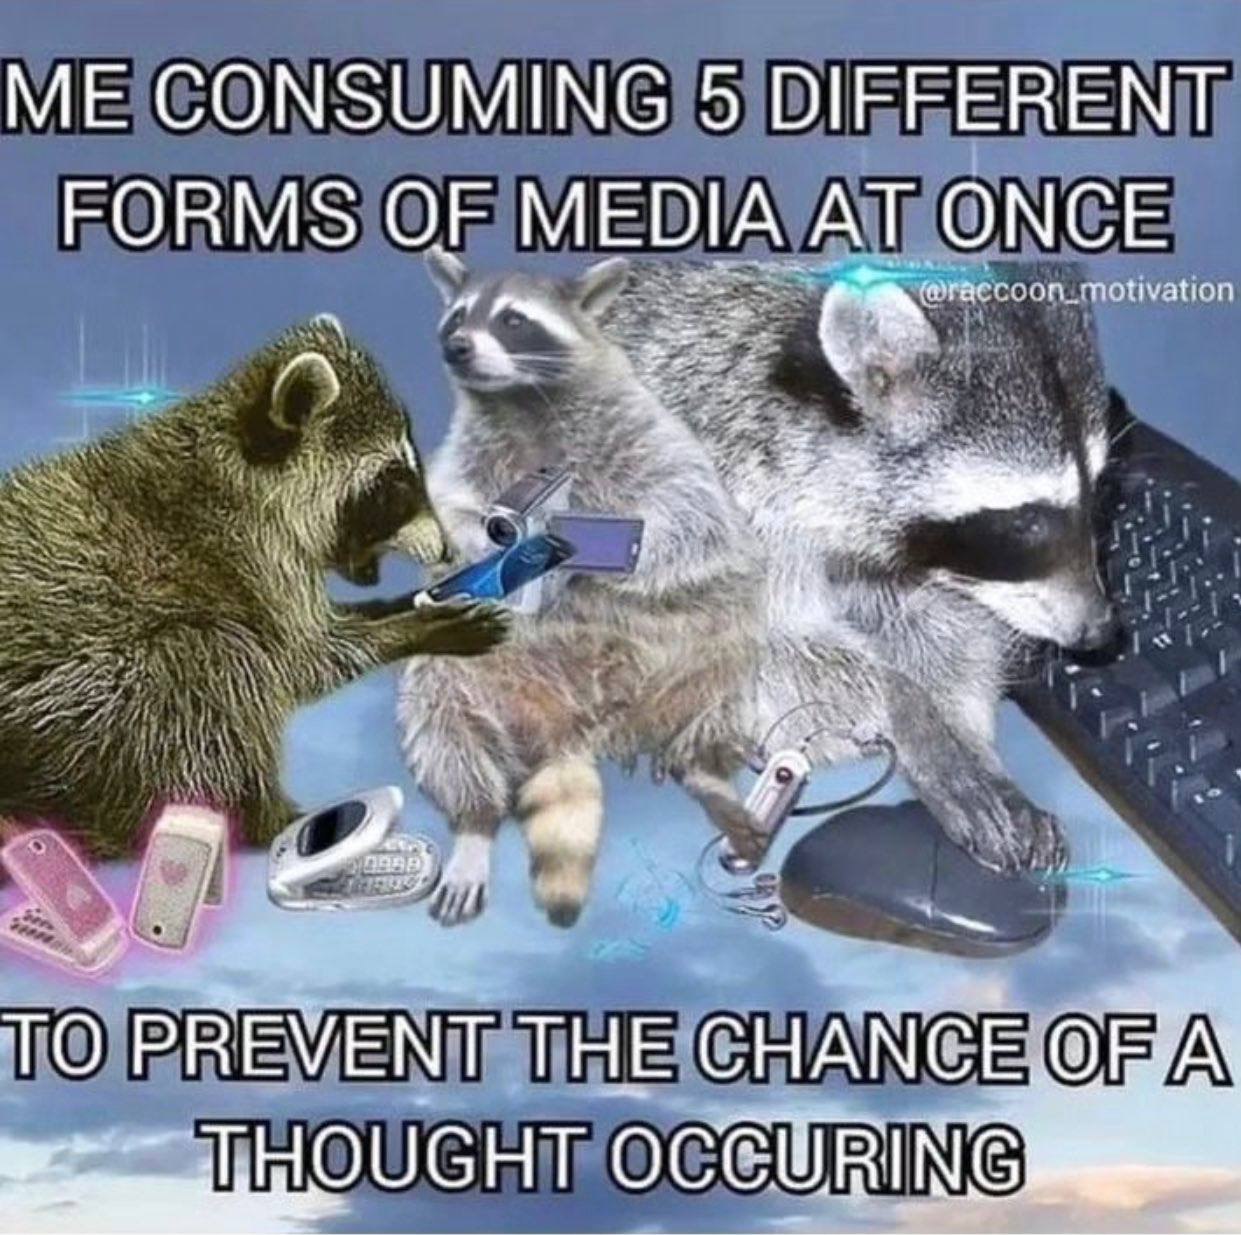 ME CONSUMING 5 DIFFERENT
FORMS OF MEDIA AT ONCE
@raccoon_motivation
TO PREVENT THE CHANCE OF A
THOUGHT OCCURING